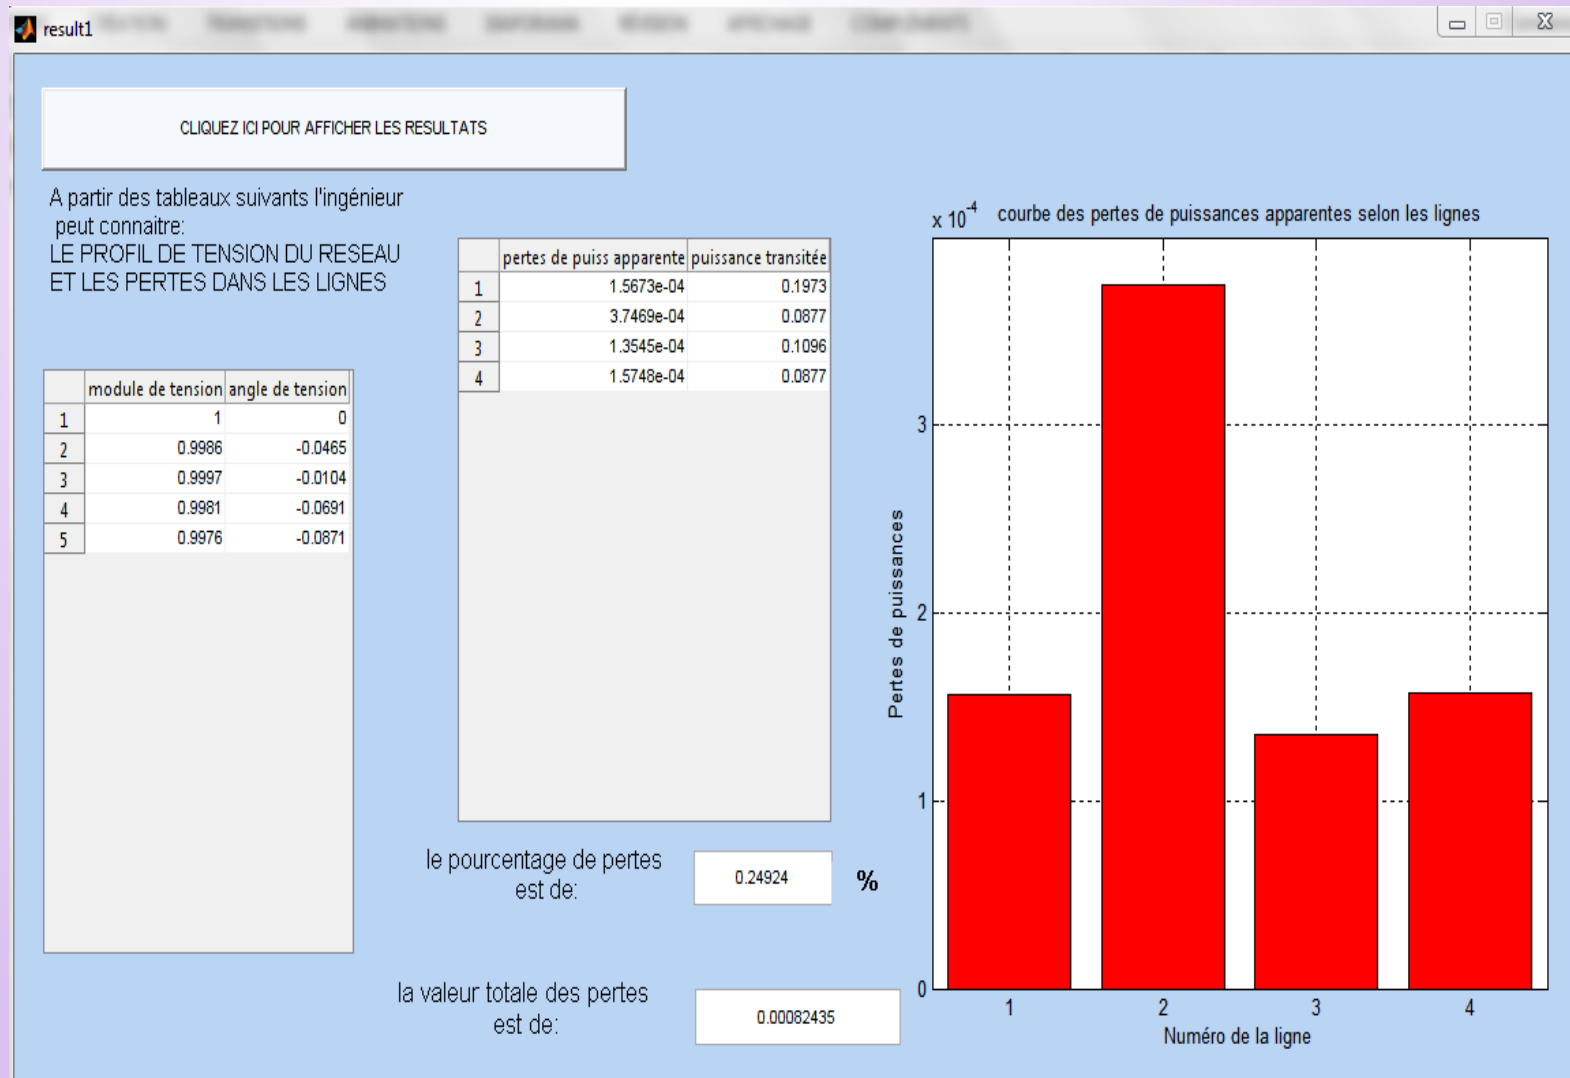 result1
TRANSITIONS ANIMATIONS DIAPORAMA RÉVISION AFFICHAGE COMPLÉMENTS
CLIQUEZ ICI POUR AFFICHER LES RESULTATS
A partir des tableaux suivants l'ingénieur
peut connaitre:
LE PROFIL DE TENSION DU RESEAU
ET LES PERTES DANS LES LIGNES
module de tension angle de tension
1 1 0
2 0.9986 -0.0465
3 0.9997 -0.0104
4 0.9981 -0.0691
5 0.9976 -0.0871
pertes de puiss apparente puissance transitée
1 1.5673e-04 0.1973
2 3.7469e-04 0.0877
3 1.3545e-04 0.1096
4 1.5748e-04 0.0877
le pourcentage de pertes
est de:
0.24924 %
la valeur totale des pertes
est de:
0.00082435
x 10-4 courbe des pertes de puissances apparentes selon les lignes
Pertes de puissances
3
2
1
0
1 2 3 4
Numéro de la ligne